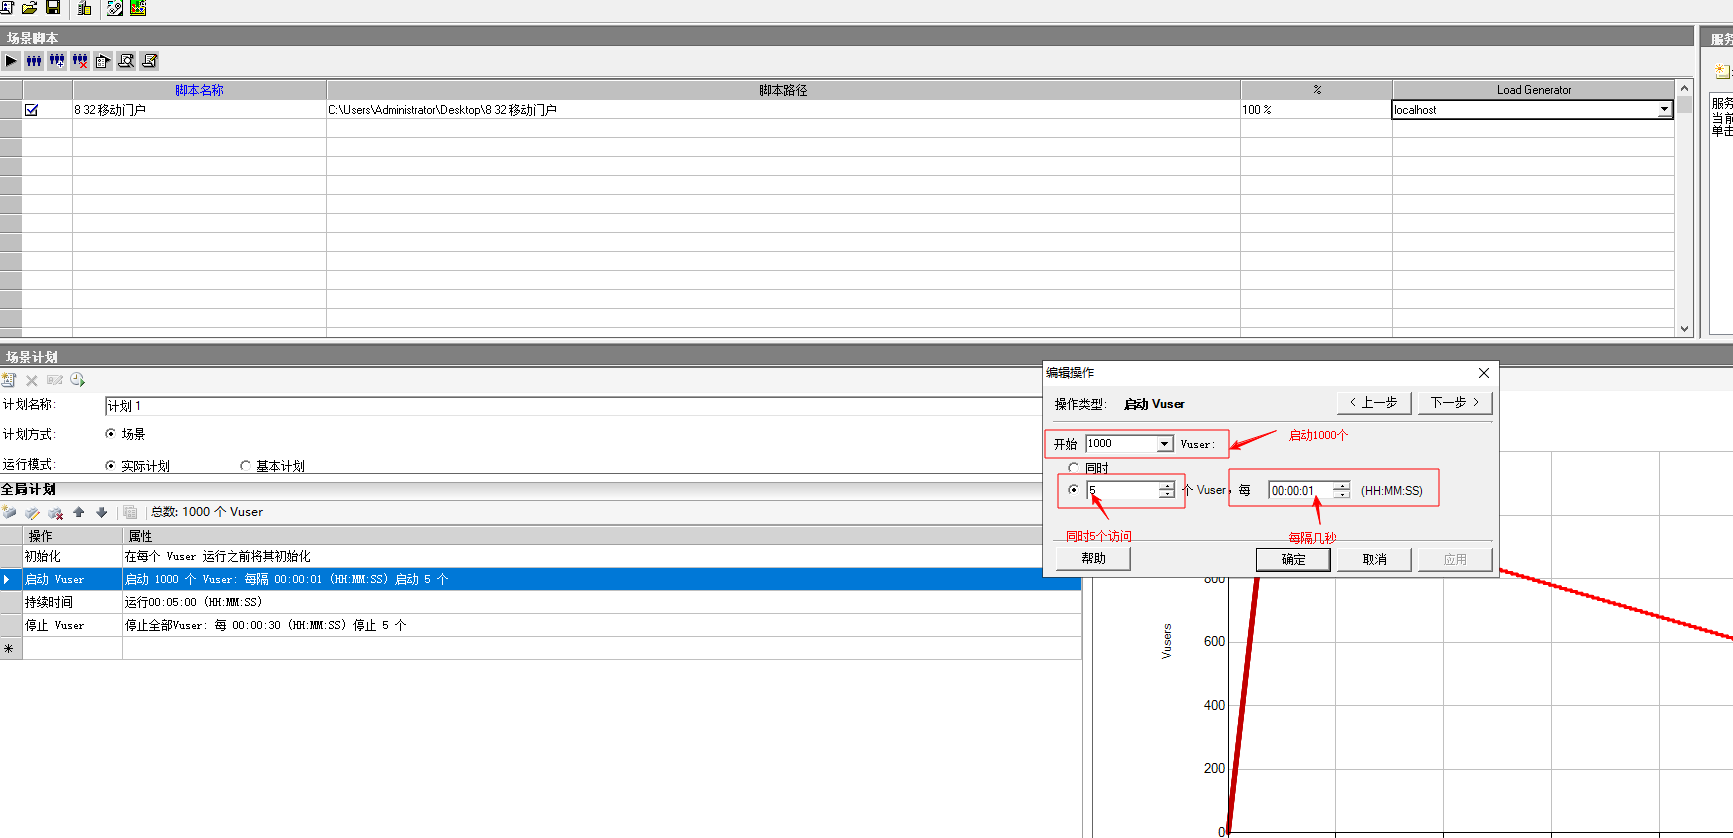 场景脚本
服务
脚本名称 脚本路径 % Load Generator
8 32移动门户 C:\Users\Administrator\Desktop\8 32移动门户 100 % localhost
服务
当前
单击
场景计划
计划名称: 计划 1
计划方式: 场景
运行模式: 实际计划 基本计划
全局计划
总数: 1000 个 Vuser
操作 属性
初始化 在每个 Vuser 运行之前将其初始化
启动 Vuser 启动 1000 个 Vuser: 每隔 00:00:01 (HH:MM:SS) 启动 5 个
持续时间 运行00:05:00 (HH:MM:SS)
停止 Vuser 停止全部Vuser: 每 00:00:30 (HH:MM:SS) 停止 5 个
*
编辑操作
操作类型: 启动 Vuser < 上一步 下一步 >
开始 1000 Vuser: 启动1000个
同时
5 个 Vuser, 每 00:00:01 (HH:MM:SS)
同时5个访问 每隔几秒
帮助 确定 取消 应用
Vusers
800
600
400
200
0